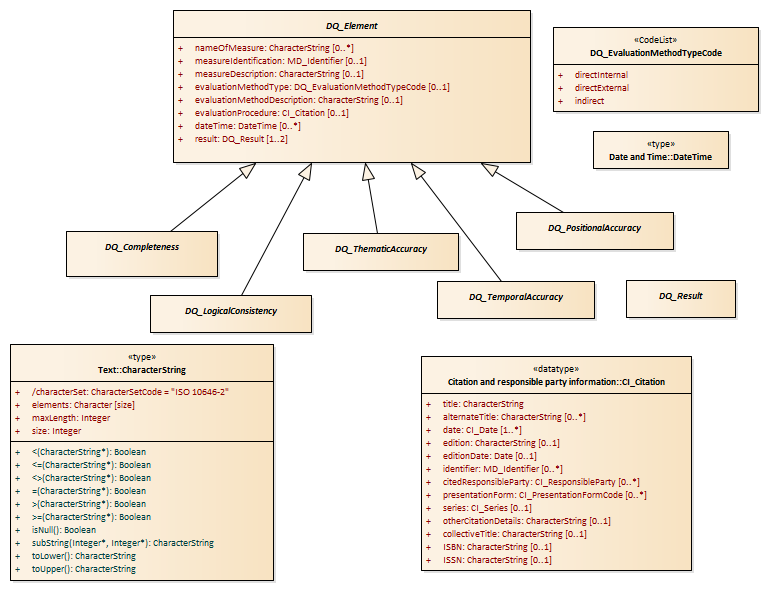 DQ_Element
+ nameOfMeasure: CharacterString [0..*]
+ measureIdentification: MD_Identifier [0..1]
+ measureDescription: CharacterString [0..1]
+ evaluationMethodType: DQ_EvaluationMethodTypeCode [0..1]
+ evaluationMethodDescription: CharacterString [0..1]
+ evaluationProcedure: CI_Citation [0..1]
+ dateTime: DateTime [0..*]
+ result: DQ_Result [1..2]
«CodeList»
DQ_EvaluationMethodTypeCode
+ directInternal
+ directExternal
+ indirect
«type»
Date and Time::DateTime
DQ_Completeness
DQ_LogicalConsistency
DQ_ThematicAccuracy
DQ_TemporalAccuracy
DQ_PositionalAccuracy
DQ_Result
«type»
Text::CharacterString
+ /characterSet: CharacterSetCode = "ISO 10646-2"
+ elements: Character [size]
+ maxLength: Integer
+ size: Integer
+ <(CharacterString*): Boolean
+ <=(CharacterString*): Boolean
+ <>(CharacterString*): Boolean
+ =(CharacterString*): Boolean
+ >(CharacterString*): Boolean
+ >=(CharacterString*): Boolean
+ isNull(): Boolean
+ subString(Integer*, Integer*): CharacterString
+ toLower(): CharacterString
+ toUpper(): CharacterString
«datatype»
Citation and responsible party information::CI_Citation
+ title: CharacterString
+ alternateTitle: CharacterString [0..*]
+ date: CI_Date [1..*]
+ edition: CharacterString [0..1]
+ editionDate: Date [0..1]
+ identifier: MD_Identifier [0..*]
+ citedResponsibleParty: CI_ResponsibleParty [0..*]
+ presentationForm: CI_PresentationFormCode [0..*]
+ series: CI_Series [0..1]
+ otherCitationDetails: CharacterString [0..1]
+ collectiveTitle: CharacterString [0..1]
+ ISBN: CharacterString [0..1]
+ ISSN: CharacterString [0..1]